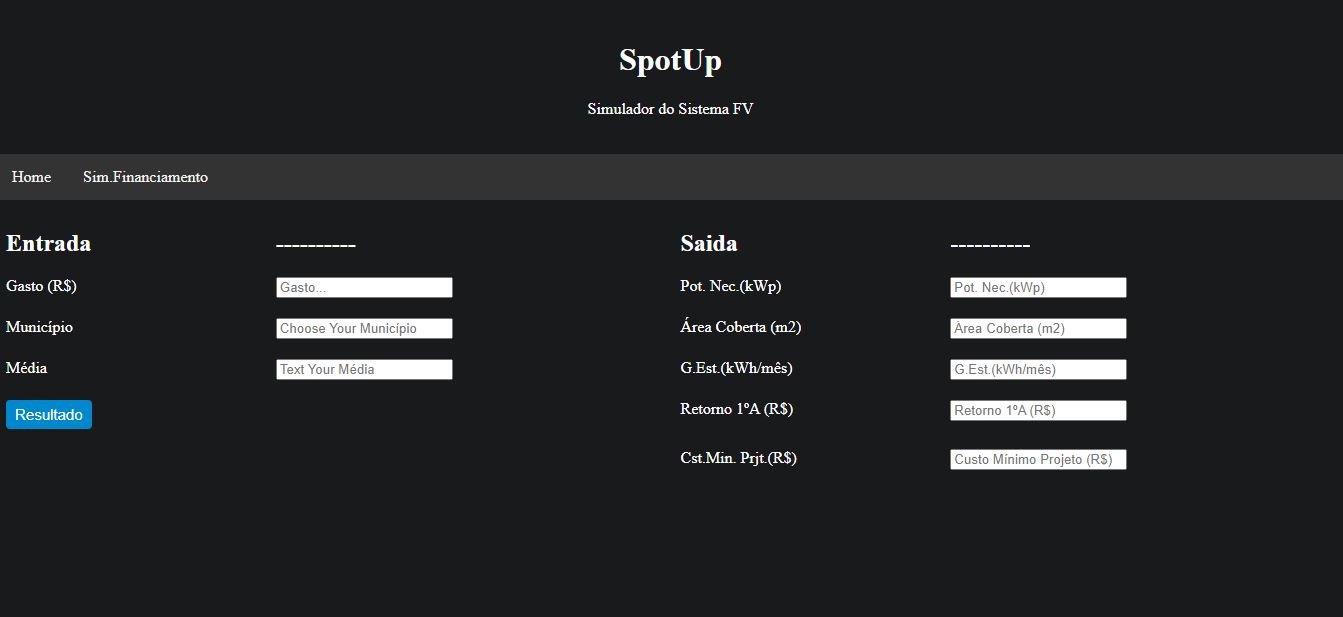 SpotUp
Simulador do Sistema FV
Home Sim.Financiamento
Entrada ----------
Gasto (R$) Gasto...
Município Choose Your Município
Média Text Your Média
Resultado
Saida ----------
Pot. Nec.(kWp) Pot. Nec.(kWp)
Área Coberta (m2) Àrea Coberta (m2)
G.Est.(kWh/mês) G.Est.(kWh/mês)
Retorno 1ºA (R$) Retorno 1ºA (R$)
Cst.Min. Prjt.(R$) Custo Mínimo Projeto (R$)